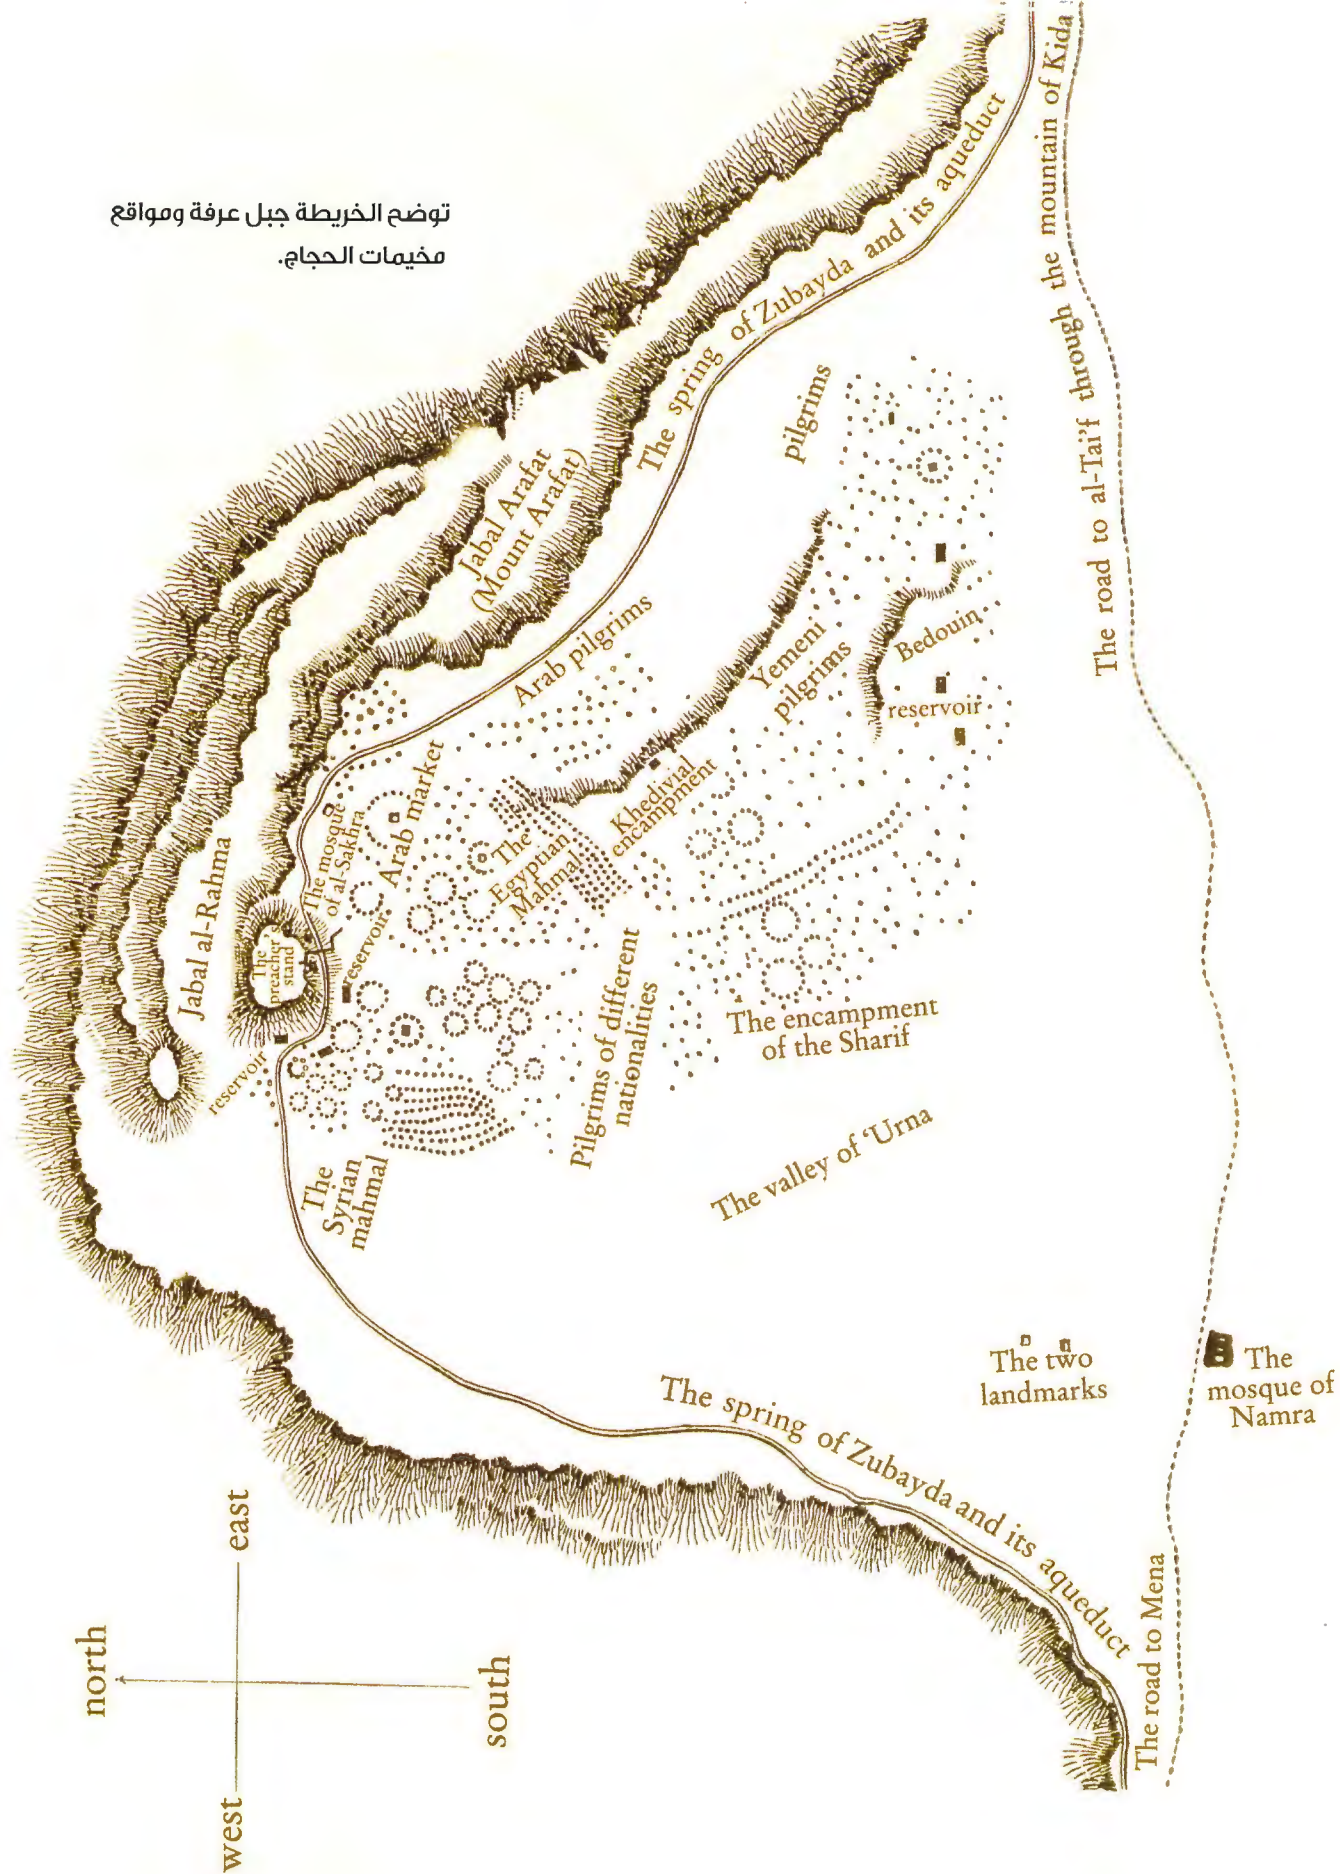 توضح الخريطة جبل عرفة ومواقع
مخيمات الحجاج.
The road to al-Tai'f through the mountain of Kida
The spring of Zubayda and its aqueduct
pilgrims
Jabal Arafat
(Mount Arafat)
Arab pilgrims
Yemeni
pilgrims
Bedouin
reservoir
Khedivial
encampment
Arab market
The mosque
of al-Sakhra
The
Egyptian
Mahmal
Jabal al-Rahma
The
preacher's
stand
reservoir
reservoir
Pilgrims of different
nationalities
The encampment
of the Sharif
The
Syrian
mahmal
The valley of 'Urna
The two
landmarks
The
mosque of
Namra
The spring of Zubayda and its aqueduct
The road to Mena
east
north
south
west